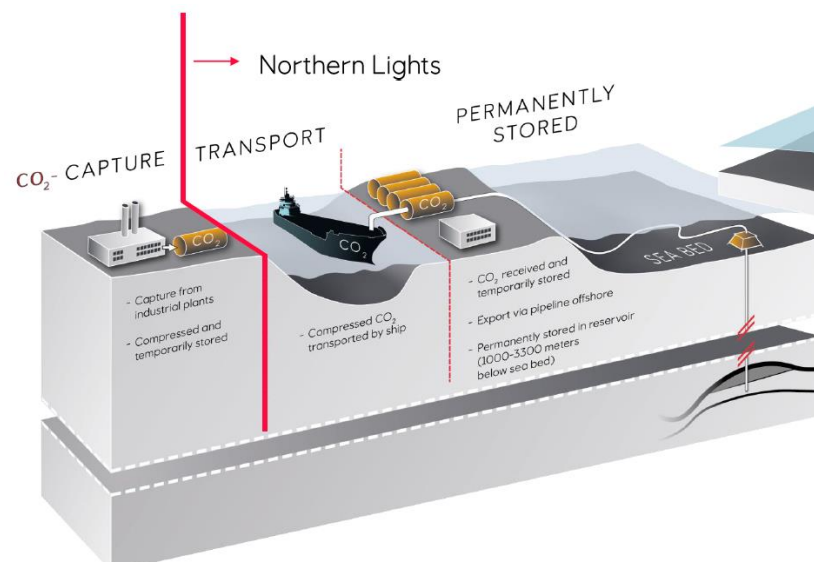 Northern Lights
CO₂- CAPTURE
TRANSPORT
PERMANENTLY
STORED
CO₂
CO₂
CO₂
SEA BED
- Capture from
industrial plants
- Compressed and
temporarily stored
- Compressed CO₂
transported by ship
- CO₂ received and
temporarily stored
- Export via pipeline offshore
- Permanently stored in reservoir
(1000-3300 meters
below sea bed)